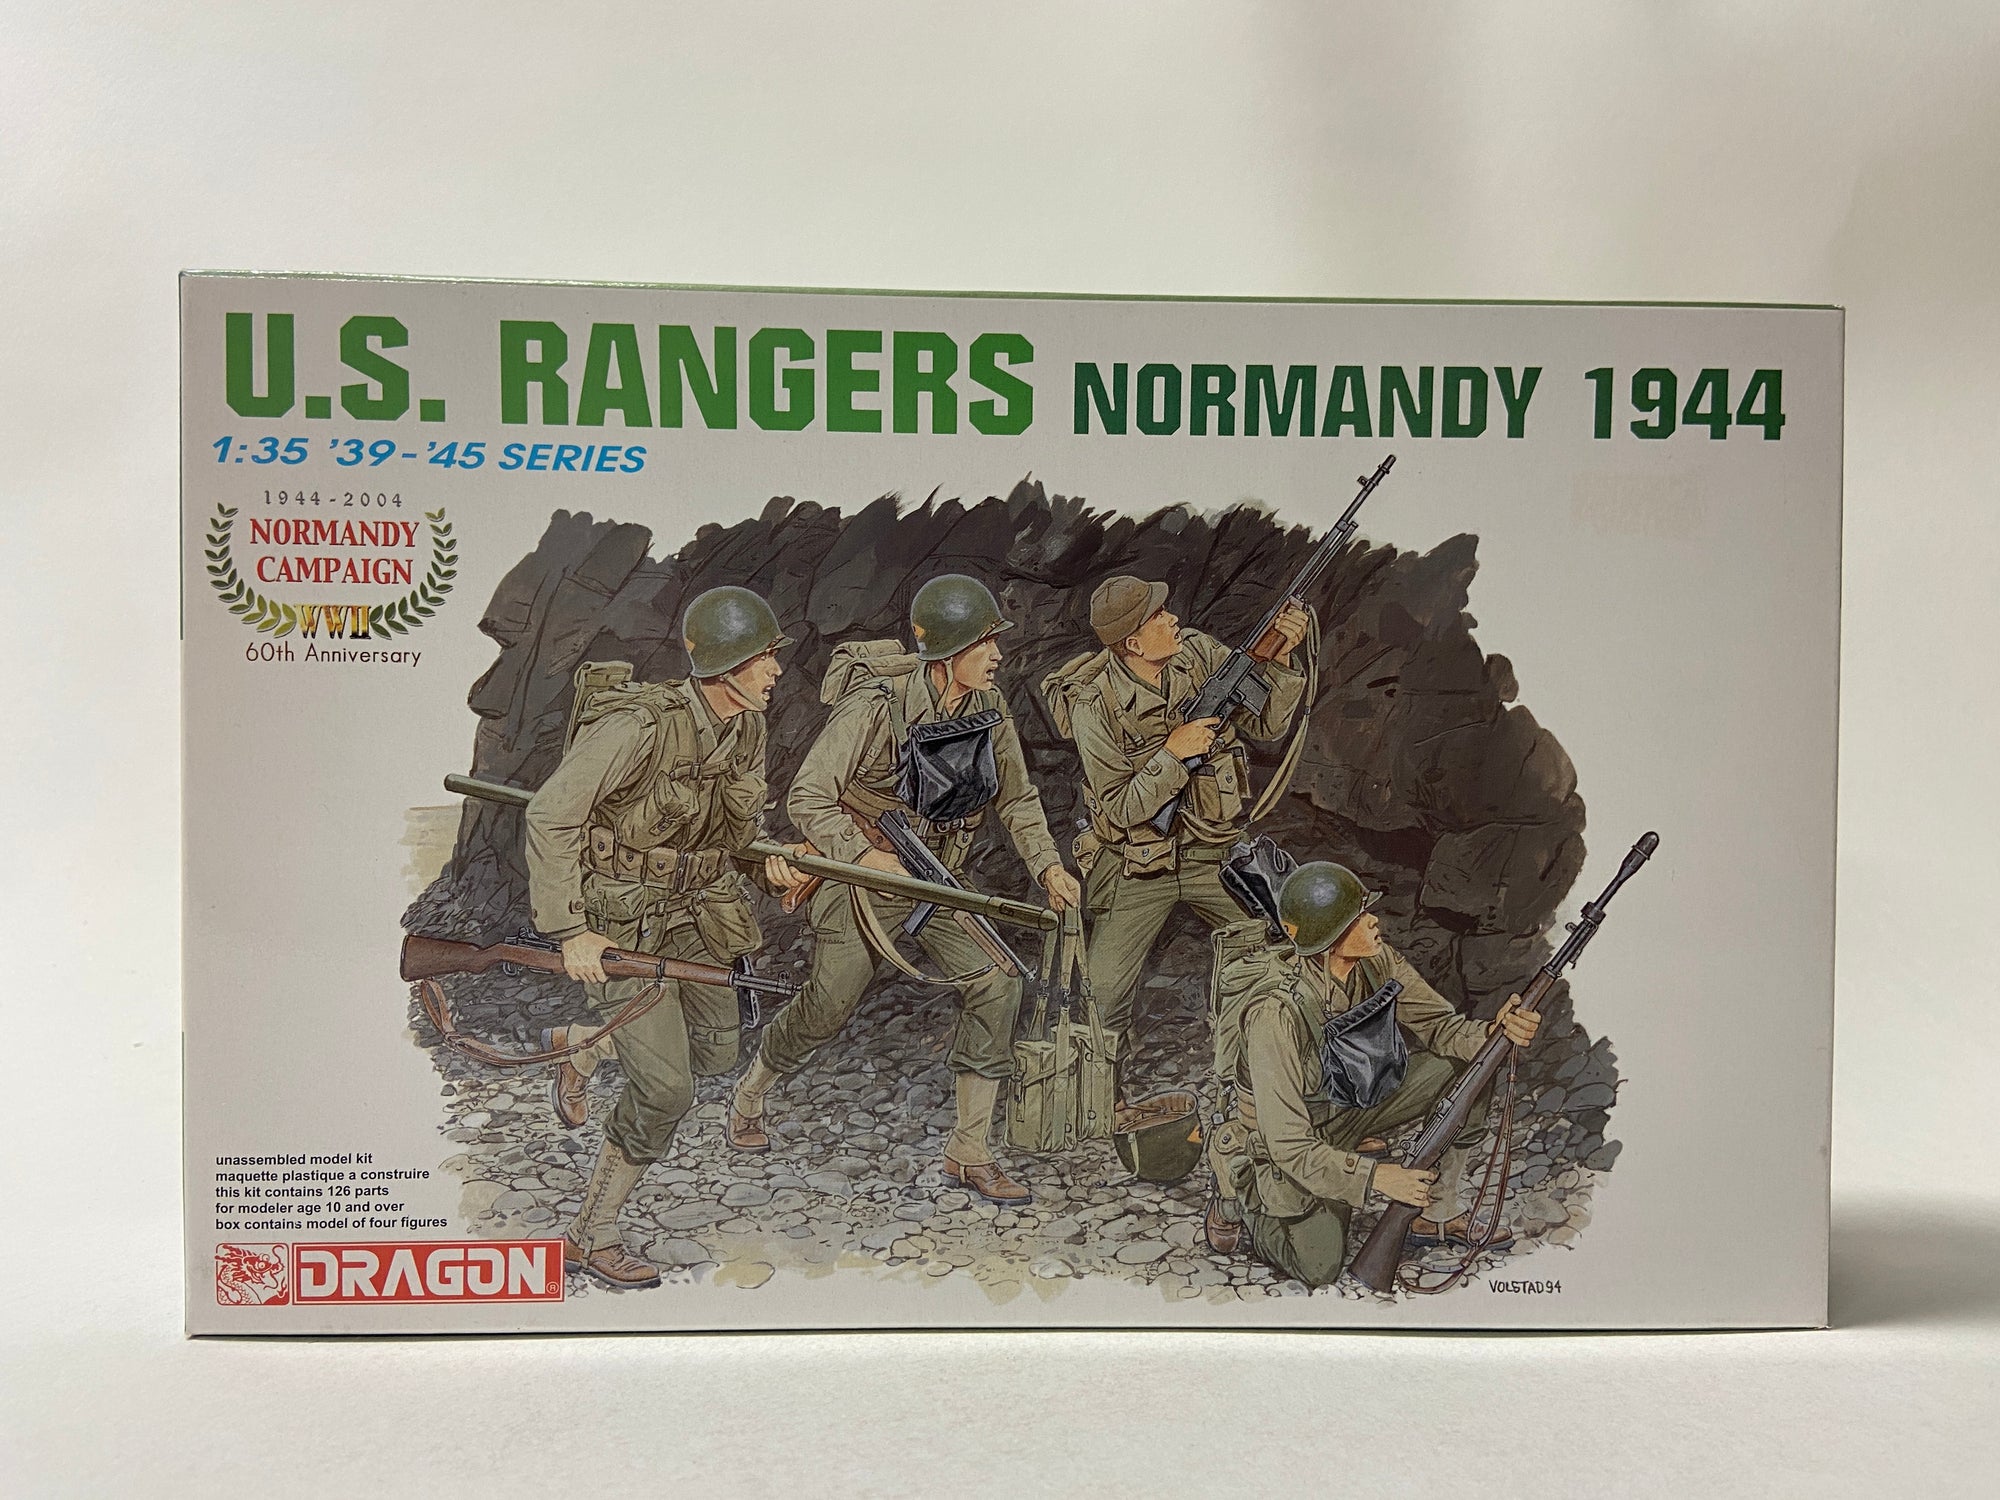 U.S. RANGERS NORMANDY 1944
1:35 '39-'45 SERIES
1944-2004
NORMANDY
CAMPAIGN
WWII
60th Anniversary
unassembled model kit
maquette plastique a construire
this kit contains 126 parts
for modeler age 10 and over
box contains model of four figures
DRAGON®
VOLSTAD94